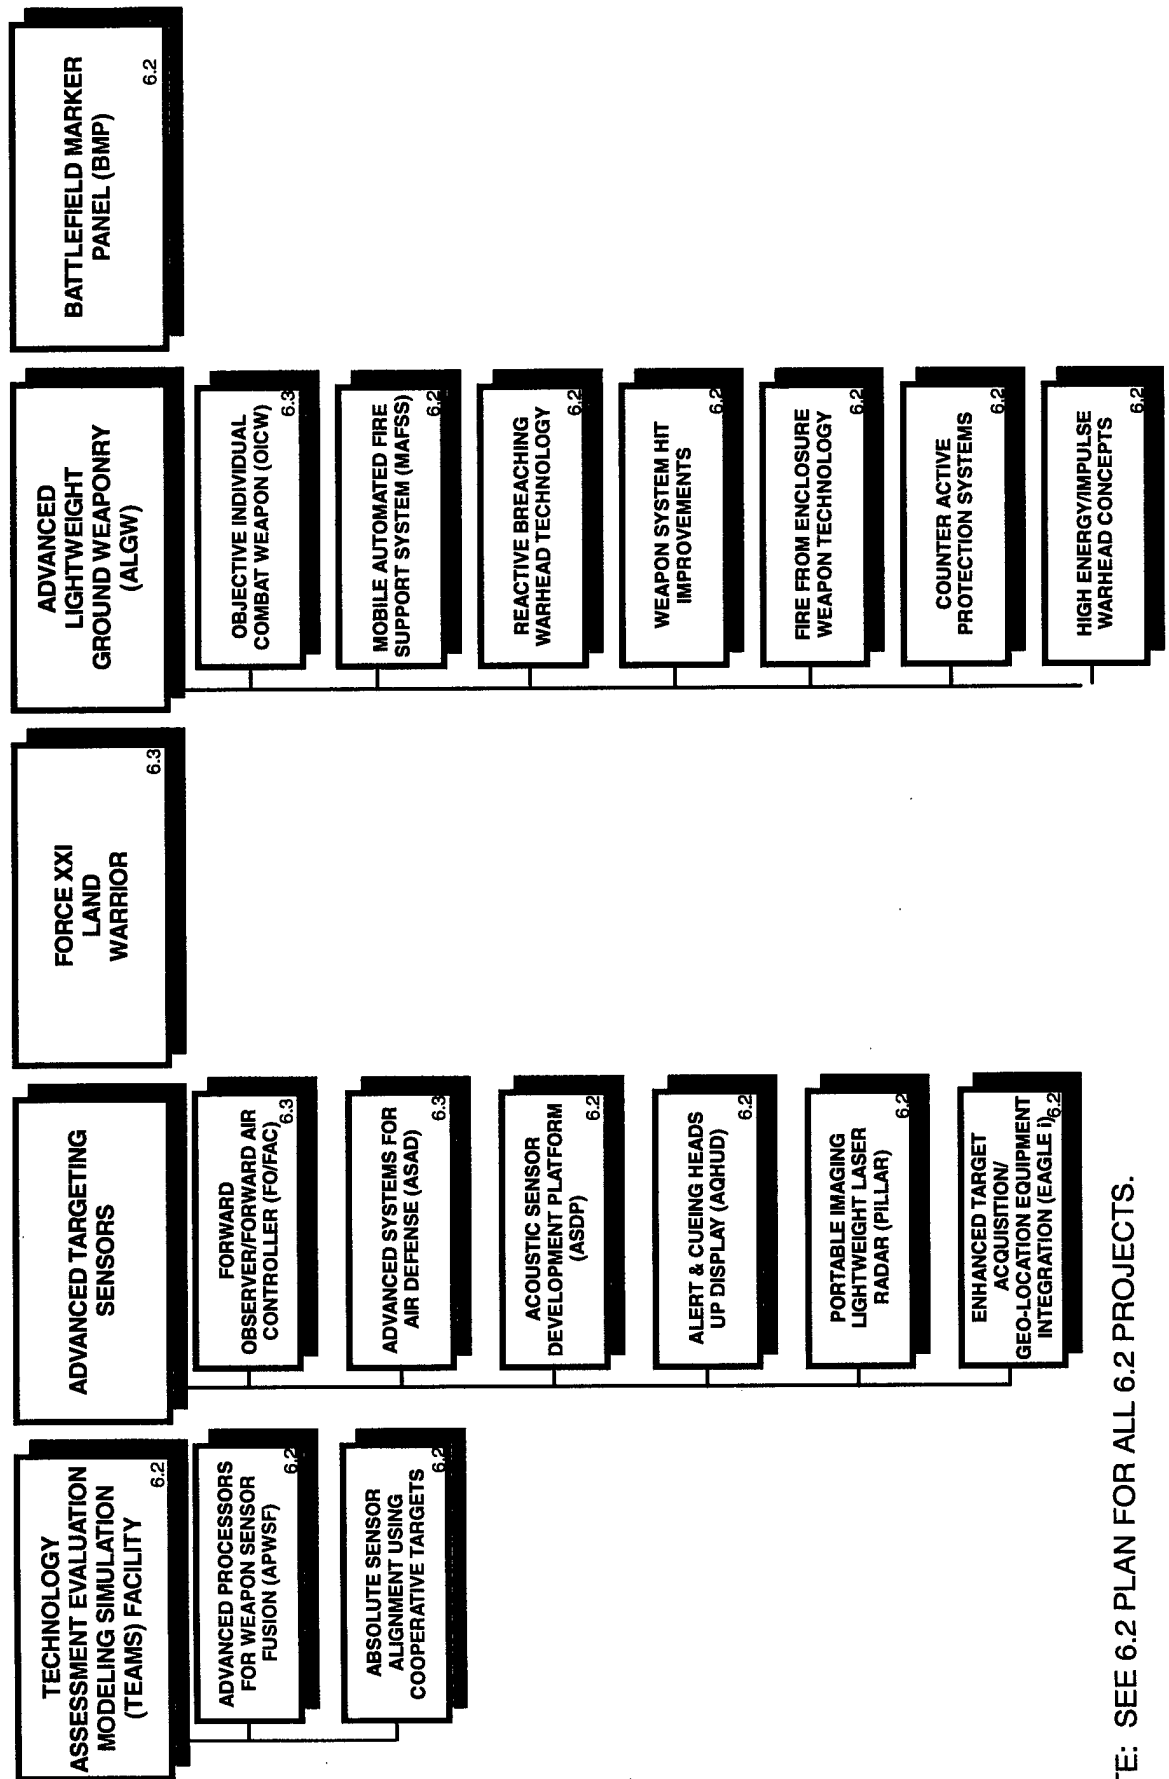 TECHNOLOGY
ASSESSMENT EVALUATION
MODELING SIMULATION
(TEAMS) FACILITY
6.2
ADVANCED PROCESSORS
FOR WEAPON SENSOR
FUSION (APWSF)
6.2
ABSOLUTE SENSOR
ALIGNMENT USING
COOPERATIVE TARGETS
6.2
ADVANCED TARGETING
SENSORS
FORWARD
OBSERVER/FORWARD AIR
CONTROLLER (FO/FAC)
6.3
ADVANCED SYSTEMS FOR
AIR DEFENSE (ASAD)
6.3
ACOUSTIC SENSOR
DEVELOPMENT PLATFORM
(ASDP)
6.2
ALERT & CUEING HEADS
UP DISPLAY (AQHUD)
6.2
PORTABLE IMAGING
LIGHTWEIGHT LASER
RADAR (PILLAR)
6.2
ENHANCED TARGET
ACQUISITION/
GEO-LOCATION EQUIPMENT
INTEGRATION (EAGLE i)
6.2
FORCE XXI
LAND
WARRIOR
6.3
ADVANCED
LIGHTWEIGHT
GROUND WEAPONRY
(ALGW)
OBJECTIVE INDIVIDUAL
COMBAT WEAPON (OICW)
6.3
MOBILE AUTOMATED FIRE
SUPPORT SYSTEM (MAFSS)
6.2
REACTIVE BREACHING
WARHEAD TECHNOLOGY
6.2
WEAPON SYSTEM HIT
IMPROVEMENTS
6.2
FIRE FROM ENCLOSURE
WEAPON TECHNOLOGY
6.2
COUNTER ACTIVE
PROTECTION SYSTEMS
6.2
HIGH ENERGY/IMPULSE
WARHEAD CONCEPTS
6.2
BATTLEFIELD MARKER
PANEL (BMP)
6.2
TE: SEE 6.2 PLAN FOR ALL 6.2 PROJECTS.